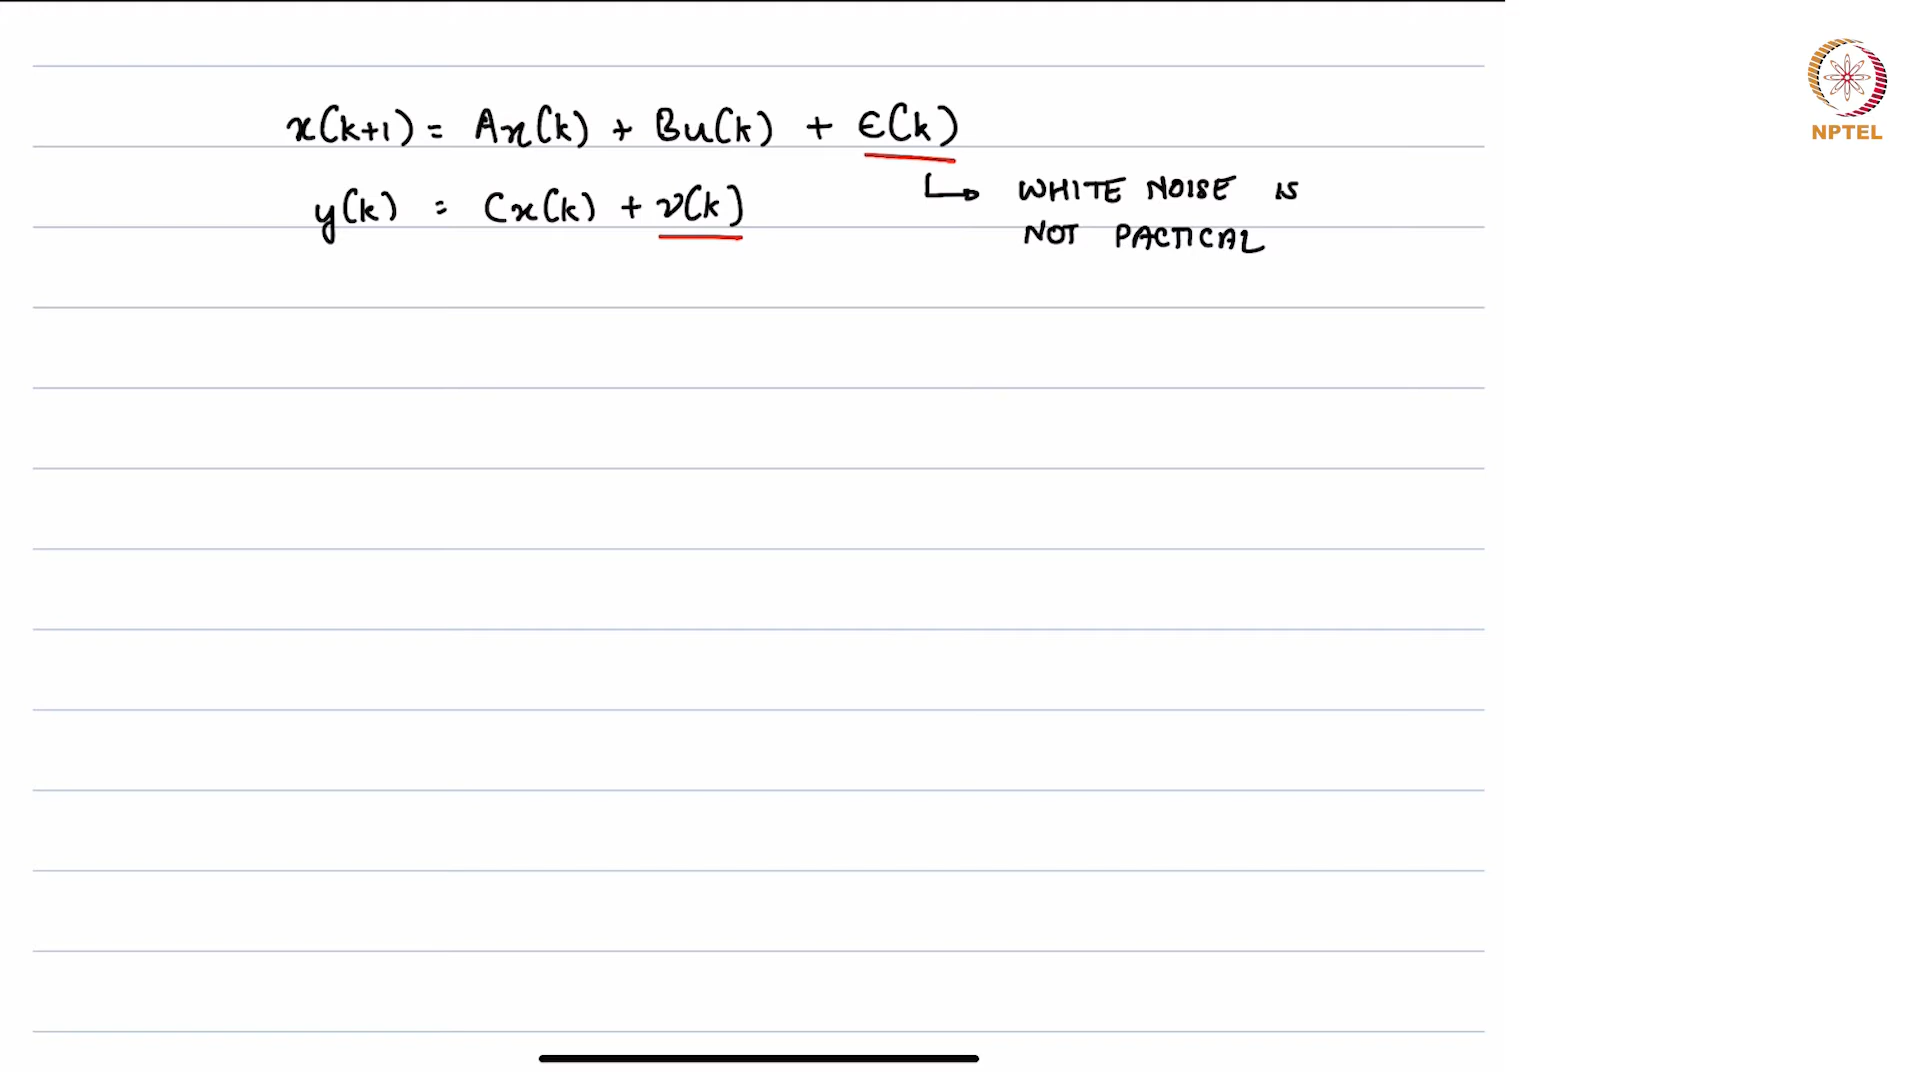 x(k+1) = Ax(k) + Bu(k) + ϵ(k)
y(k) = Cx(k) + ν(k)
↳ WHITE NOISE IS
NOT PACTICAL
NPTEL